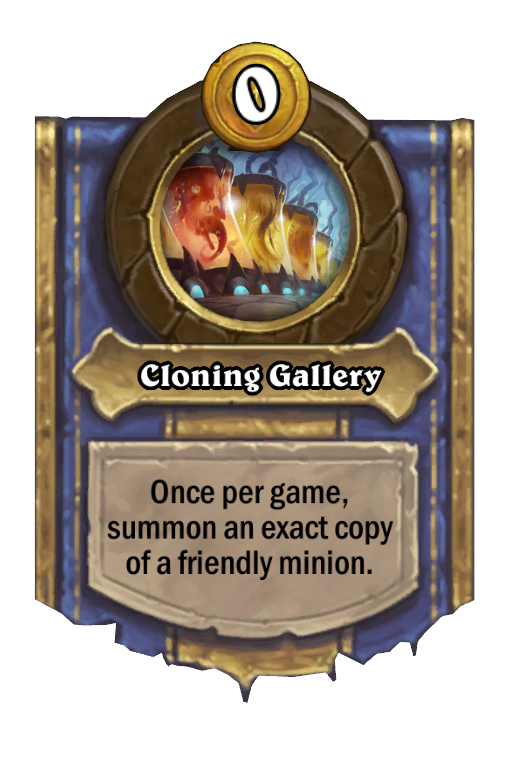 0
Cloning Gallery
Once per game,
summon an exact copy
of a friendly minion.